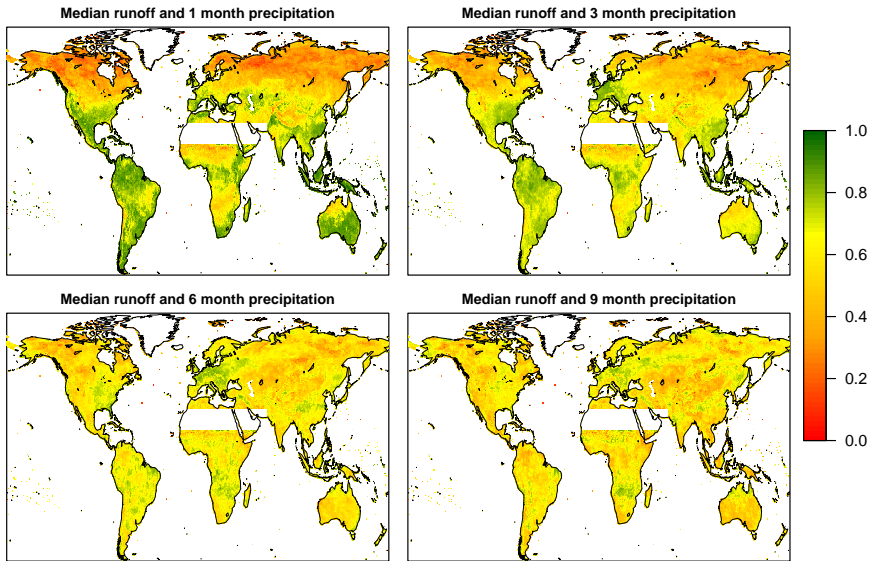 Median runoff and 1 month precipitation
Median runoff and 3 month precipitation
Median runoff and 6 month precipitation
Median runoff and 9 month precipitation
1.0
0.8
0.6
0.4
0.2
0.0